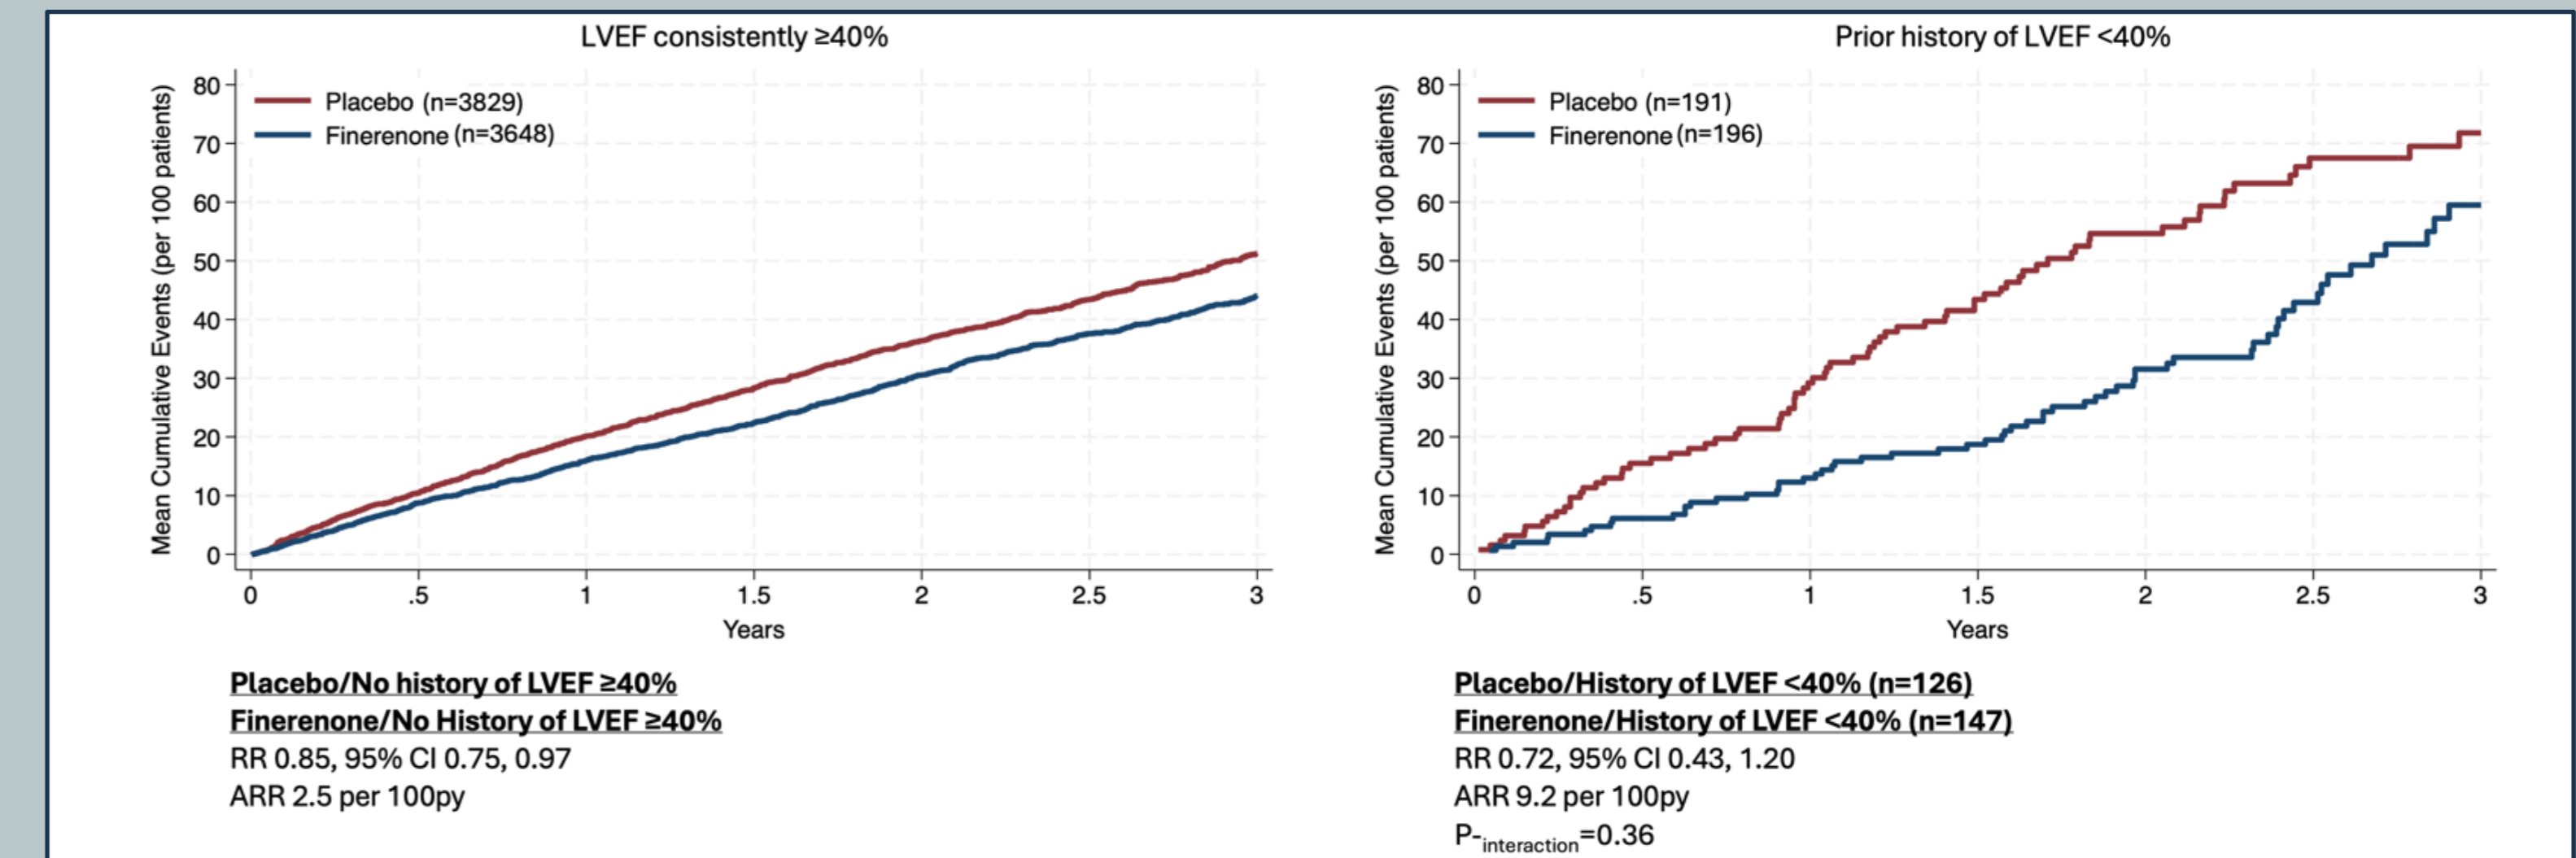 LVEF consistently ≥40%
Mean Cumulative Events (per 100 patients)
80
70
60
50
40
30
20
10
0
Placebo (n=3829)
Finerenone (n=3648)
0 .5 1 1.5 2 2.5 3
Years
Placebo/No history of LVEF ≥40%
Finerenone/No History of LVEF ≥40%
RR 0.85, 95% CI 0.75, 0.97
ARR 2.5 per 100py
Prior history of LVEF <40%
Mean Cumulative Events (per 100 patients)
80
70
60
50
40
30
20
10
0
Placebo (n=191)
Finerenone (n=196)
0 .5 1 1.5 2 2.5 3
Years
Placebo/History of LVEF <40% (n=126)
Finerenone/History of LVEF <40% (n=147)
RR 0.72, 95% CI 0.43, 1.20
ARR 9.2 per 100py
P-interaction=0.36